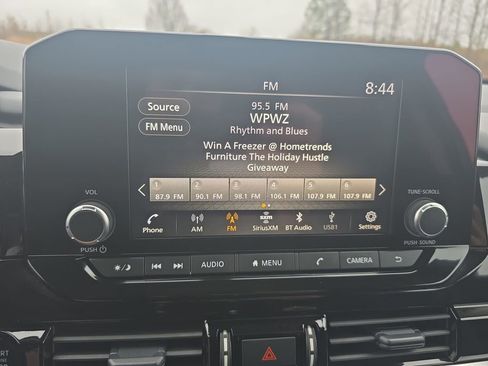 FM
8:44
Source
95.5 FM
WPWZ
FM Menu
Rhythm and Blues
Win A Freezer @ Hometrends
Furniture The Holiday Hustle
Giveaway
1 2 3 4 5 6
87.9 FM 90.1 FM 98.1 FM 106.1 FM 107.9 FM 107.9 FM
VOL
TUNE·SCROLL
Phone AM FM SiriusXM BT Audio USB1 Settings
PUSH
PUSH·SOUND
AUDIO MENU CAMERA